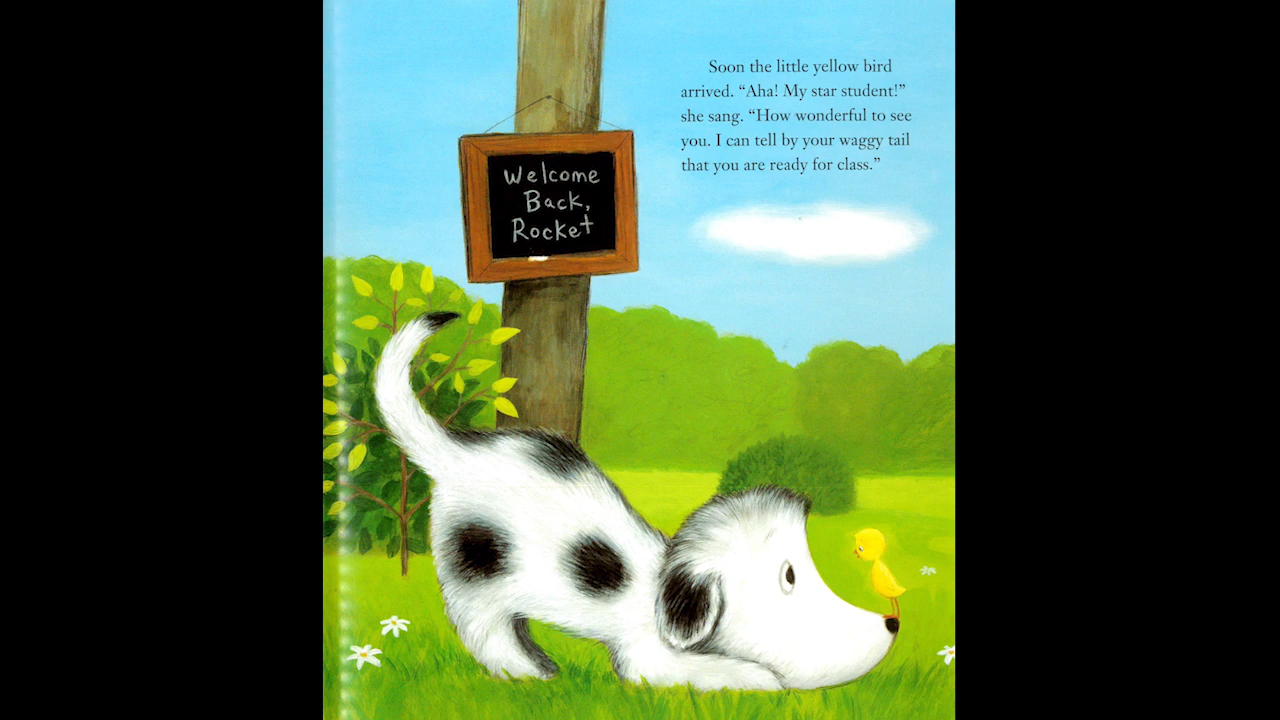 Soon the little yellow bird
arrived. “Aha! My star student!”
she sang. “How wonderful to see
you. I can tell by your waggy tail
that you are ready for class.”
Welcome
Back,
Rocket